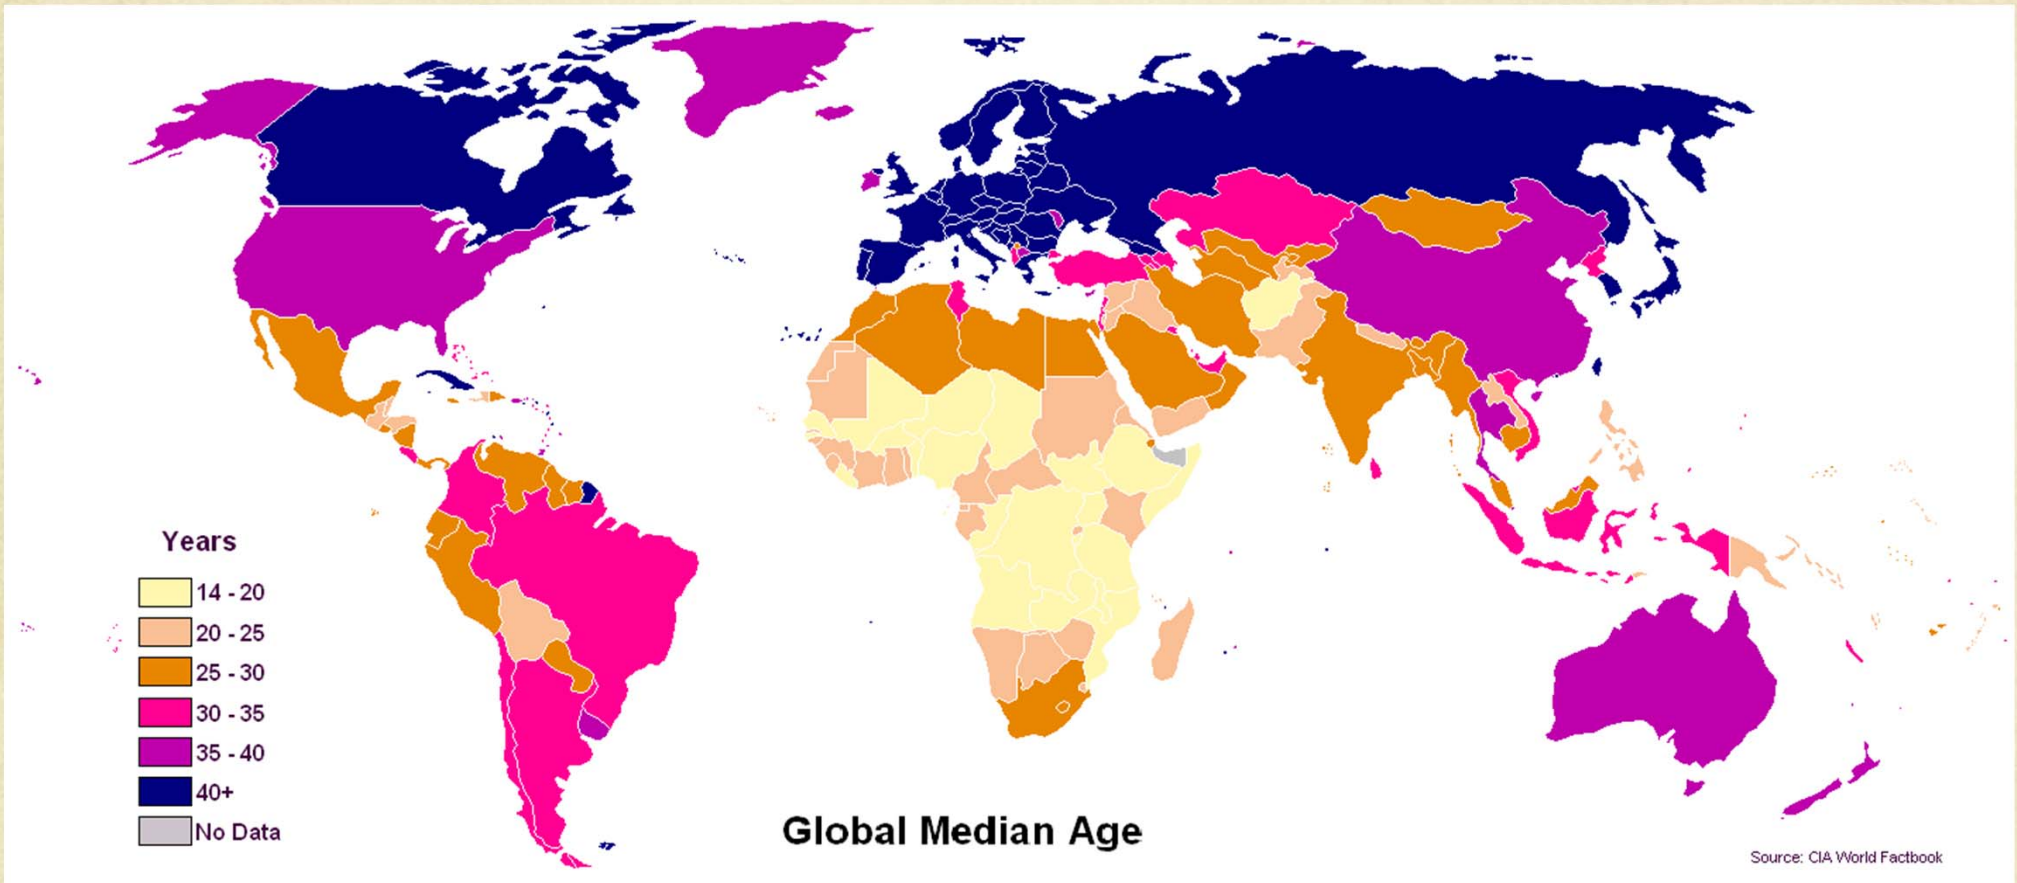 Years
14 - 20
20 - 25
25 - 30
30 - 35
35 - 40
40+
No Data
Global Median Age
Source: CIA World Factbook